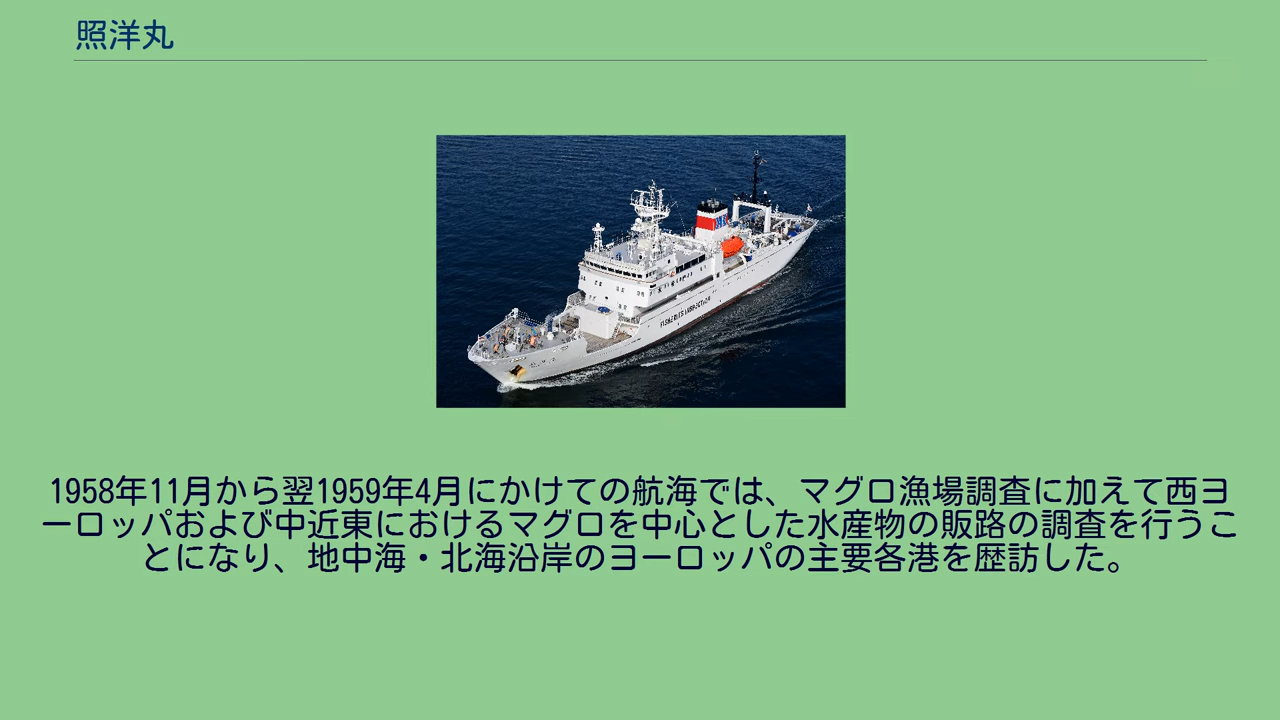 照洋丸
FISHERIES INSPECTION
1958年11月から翌1959年4月にかけての航海では、マグロ漁場調査に加えて西ヨ
ーロッパおよび中近東におけるマグロを中心とした水産物の販路の調査を行うこ
とになり、地中海・北海沿岸のヨーロッパの主要各港を歴訪した。